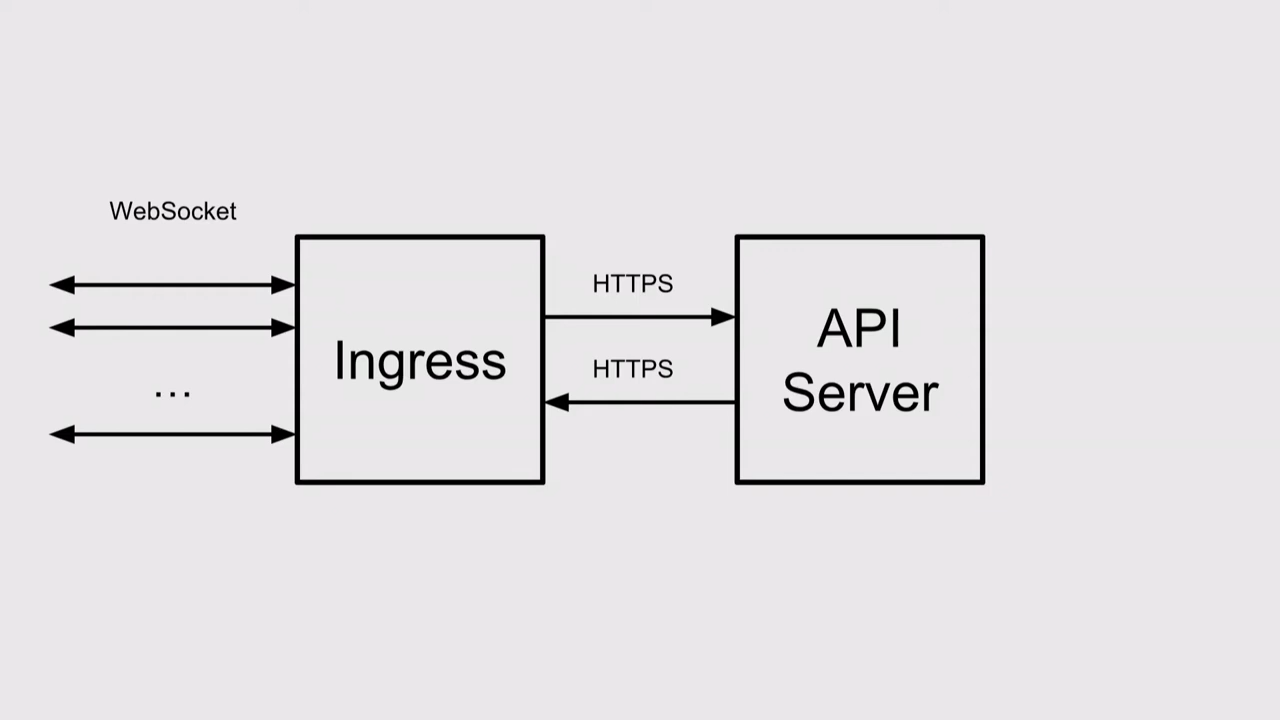 WebSocket
...
Ingress
HTTPS
HTTPS
API
Server